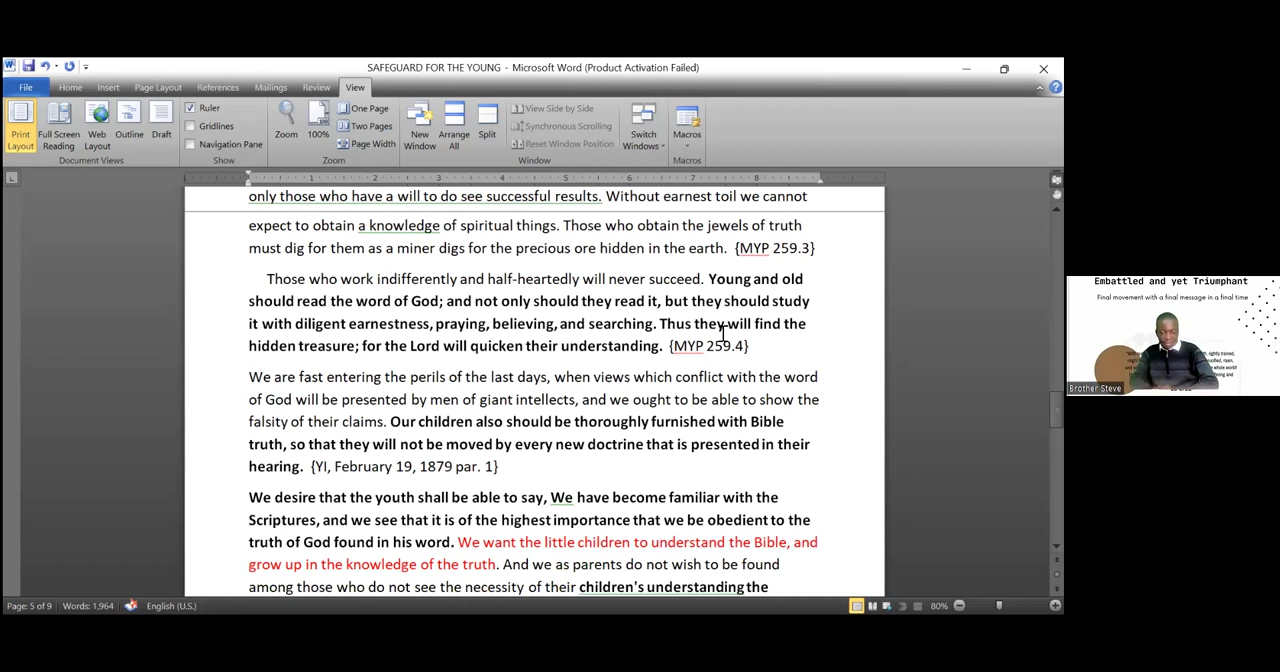 SAFEGUARD FOR THE YOUNG - Microsoft Word (Product Activation Failed)
File Home Insert Page Layout References Mailings Review View
Print Layout
Full Screen Reading
Web Layout
Outline
Draft
Document Views
Ruler
Gridlines
Navigation Pane
Show
Zoom
100%
One Page
Two Pages
Page Width
Zoom
New Window
Arrange All
Split
View Side by Side
Synchronous Scrolling
Reset Window Position
Window
Switch Windows
Macros
Macros
1 1 2 3 4 5 6 7 8
only those who have a will to do see successful results. Without earnest toil we cannot
expect to obtain a knowledge of spiritual things. Those who obtain the jewels of truth
must dig for them as a miner digs for the precious ore hidden in the earth. {MYP 259.3}
Those who work indifferently and half-heartedly will never succeed. Young and old
should read the word of God; and not only should they read it, but they should study
it with diligent earnestness, praying, believing, and searching. Thus they will find the
hidden treasure; for the Lord will quicken their understanding. {MYP 259.4}
We are fast entering the perils of the last days, when views which conflict with the word
of God will be presented by men of giant intellects, and we ought to be able to show the
falsity of their claims. Our children also should be thoroughly furnished with Bible
truth, so that they will not be moved by every new doctrine that is presented in their
hearing. {YI, February 19, 1879 par. 1}
We desire that the youth shall be able to say, We have become familiar with the
Scriptures, and we see that it is of the highest importance that we be obedient to the
truth of God found in his word. We want the little children to understand the Bible, and
grow up in the knowledge of the truth. And we as parents do not wish to be found
among those who do not see the necessity of their children's understanding the
Page: 5 of 9 Words: 1,964 English (U.S.) 80%
Embattled and yet Triumphant
Final movement with a final message in a final time
Brother Steve